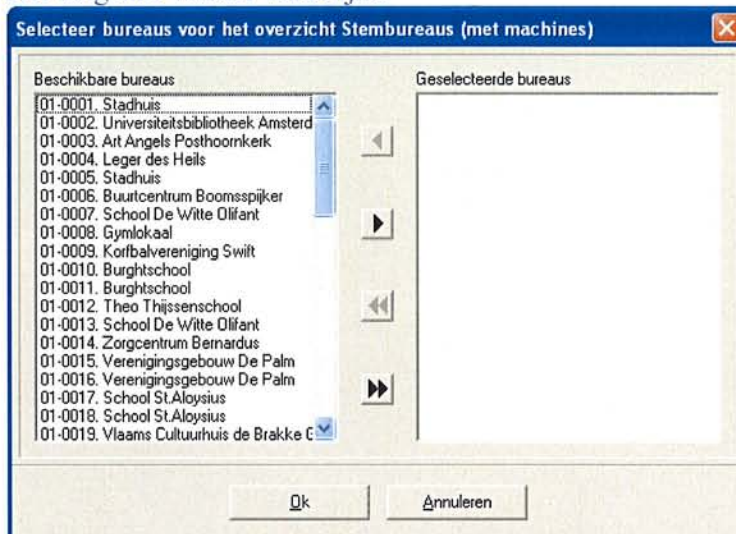 Selecteer bureaus voor het overzicht Stembureaus (met machines)
Beschikbare bureaus
Geselecteerde bureaus
01-0001. Stadhuis
01-0002. Universiteitsbibliotheek Amsterd
01-0003. Art Angels Posthoornkerk
01-0004. Leger des Heils
01-0005. Stadhuis
01-0006. Buurtcentrum Boomsspijker
01-0007. School De Witte Olifant
01-0008. Gymlokaal
01-0009. Korfbalvereniging Swift
01-0010. Burghtschool
01-0011. Burghtschool
01-0012. Theo Thijssenschool
01-0013. School De Witte Olifant
01-0014. Zorgcentrum Bernardus
01-0015. Verenigingsgebouw De Palm
01-0016. Verenigingsgebouw De Palm
01-0017. School St.Aloysius
01-0018. School St.Aloysius
01-0019. Vlaams Cultuurhuis de Brakke G
Ok
Annuleren